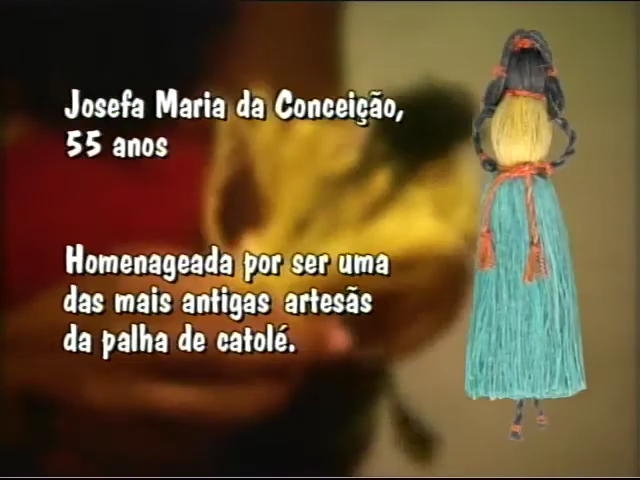 Josefa Maria da Conceição,
55 anos
Homenageada por ser uma
das mais antigas artesãs
da palha de catolé.